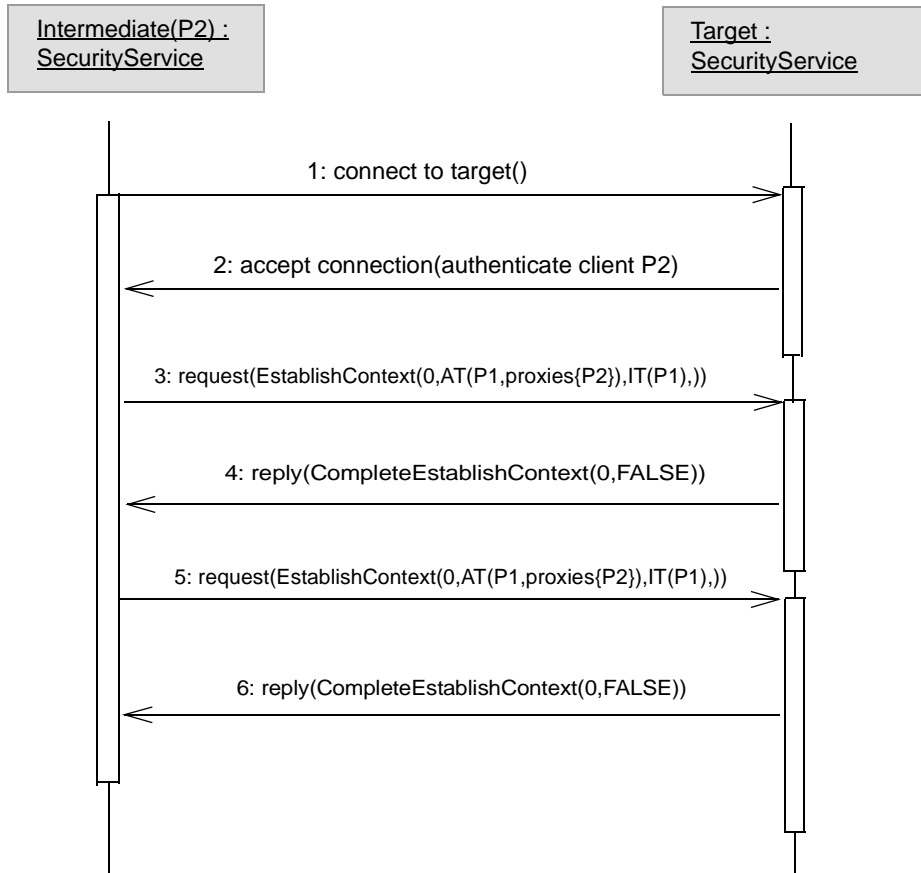 Intermediate(P2) :
SecurityService
Target :
SecurityService
1: connect to target()
2: accept connection(authenticate client P2)
3: request(EstablishContext(0,AT(P1,proxies{P2}),IT(P1),))
4: reply(CompleteEstablishContext(0,FALSE))
5: request(EstablishContext(0,AT(P1,proxies{P2}),IT(P1),))
6: reply(CompleteEstablishContext(0,FALSE))